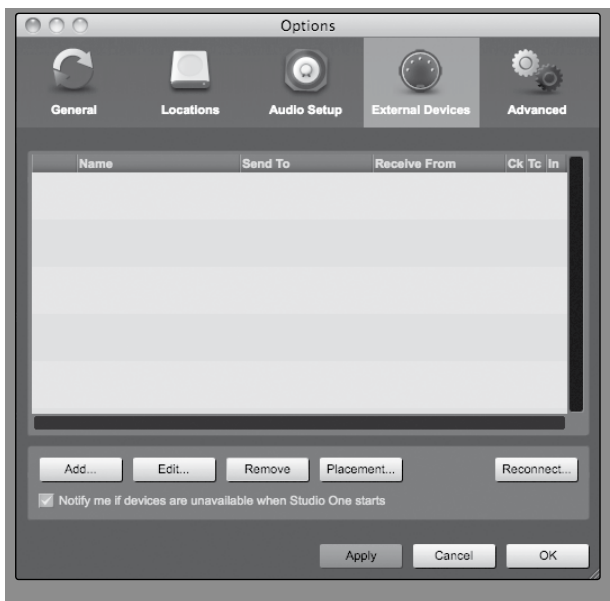 Options
General Locations Audio Setup External Devices Advanced
Name Send To Receive From Ck Tc In
Add... Edit... Remove Placement... Reconnect...
Notify me if devices are unavailable when Studio One starts
Apply Cancel OK